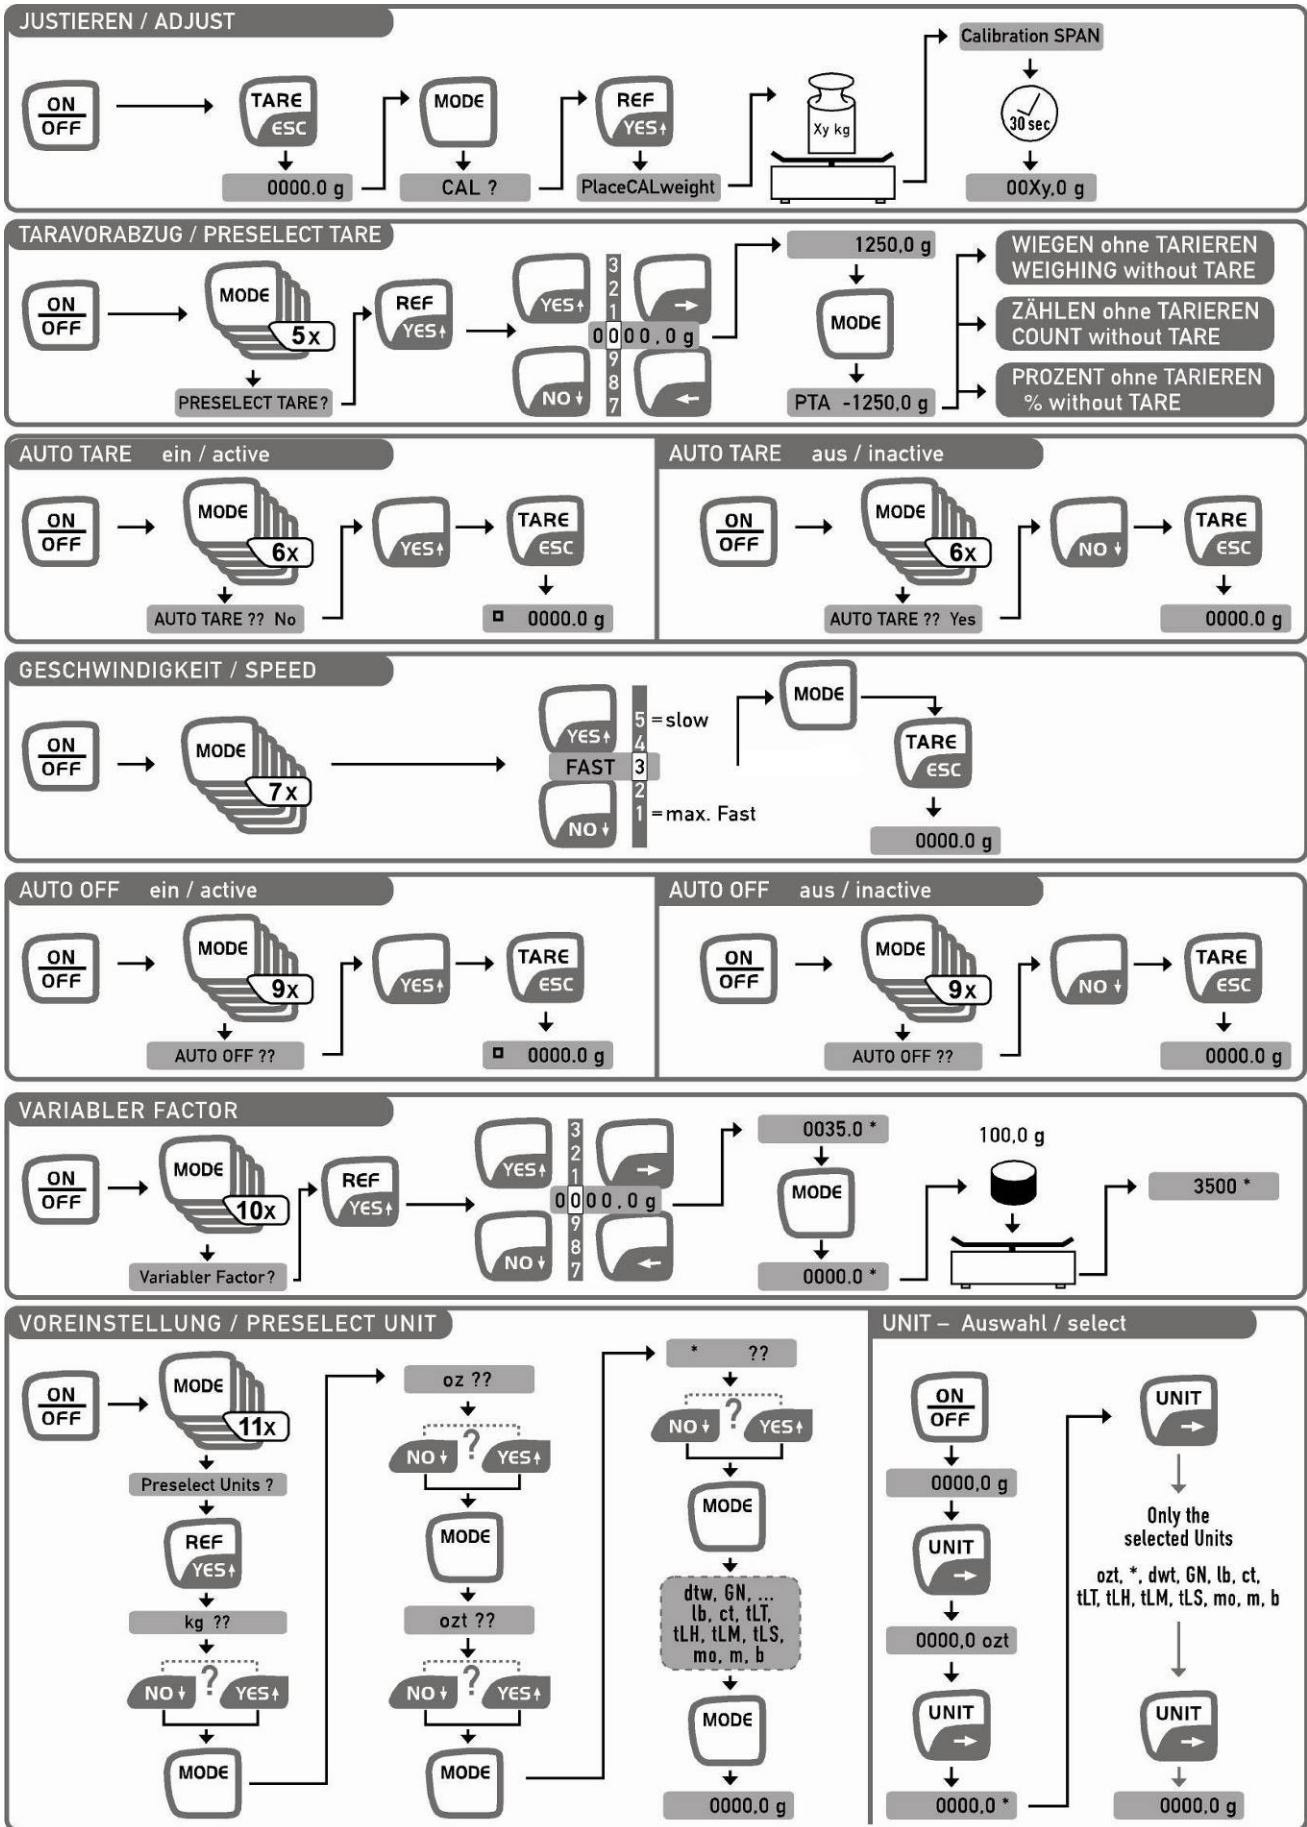 JUSTIEREN / ADJUST
ON
OFF
TARE
ESC
0000.0 g
MODE
CAL ?
REF
YES↑
PlaceCALweight
Xy kg
Calibration SPAN
30 sec
00Xy,0 g
TARAVORABZUG / PRESELECT TARE
ON
OFF
MODE
5x
PRESELECT TARE?
REF
YES↑
YES↑
→
3
2
1
0000,0 g
9
8
7
NO↓
←
1250,0 g
MODE
PTA -1250,0 g
WIEGEN ohne TARIEREN
WEIGHING without TARE
ZÄHLEN ohne TARIEREN
COUNT without TARE
PROZENT ohne TARIEREN
% without TARE
AUTO TARE ein / active
ON
OFF
MODE
6x
AUTO TARE ?? No
YES↑
TARE
ESC
0000.0 g
AUTO TARE aus / inactive
ON
OFF
MODE
6x
AUTO TARE ?? Yes
NO↓
TARE
ESC
0000.0 g
GESCHWINDIGKEIT / SPEED
ON
OFF
MODE
7x
YES↑
5 = slow
4
FAST 3
2
1 = max. Fast
NO↓
MODE
TARE
ESC
0000.0 g
AUTO OFF ein / active
ON
OFF
MODE
9x
AUTO OFF ??
YES↑
TARE
ESC
0000.0 g
AUTO OFF aus / inactive
ON
OFF
MODE
9x
AUTO OFF ??
NO↓
TARE
ESC
0000.0 g
VARIABLER FACTOR
ON
OFF
MODE
10x
Variabler Factor?
REF
YES↑
YES↑
→
3
2
1
0000,0 g
9
8
7
NO↓
←
0035.0 *
MODE
0000.0 *
100,0 g
3500 *
VOREINSTELLUNG / PRESELECT UNIT
ON
OFF
MODE
11x
Preselect Units ?
REF
YES↑
kg ??
NO↓ ? YES↑
MODE
oz ??
NO↓ ? YES↑
MODE
ozt ??
NO↓ ? YES↑
MODE
* ??
NO↓ ? YES↑
MODE
dtw, GN, ...
lb, ct, tLT,
tLH, tLM, tLS,
mo, m, b
MODE
0000,0 g
UNIT – Auswahl / select
ON
OFF
0000,0 g
UNIT
→
0000,0 ozt
UNIT
→
0000,0 *
UNIT
→
Only the
selected Units
ozt, *, dwt, GN, lb, ct,
tLT, tLH, tLM, tLS, mo, m, b
UNIT
→
0000,0 g